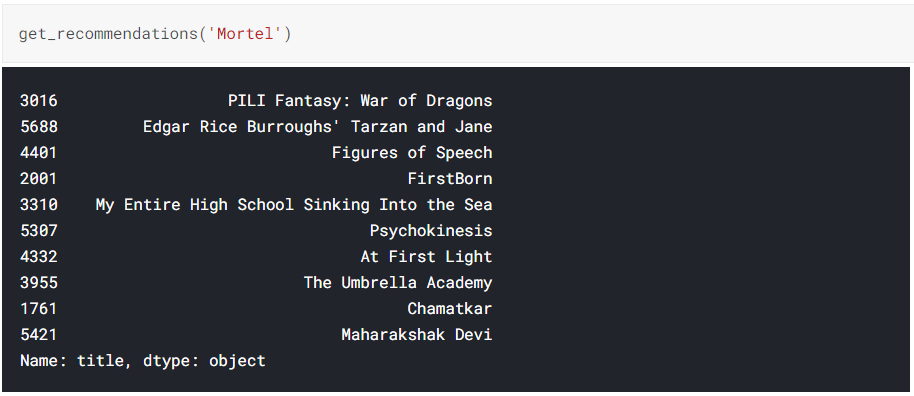 get_recommendations('Mortel')
3016 PILI Fantasy: War of Dragons
5688 Edgar Rice Burroughs' Tarzan and Jane
4401 Figures of Speech
2001 FirstBorn
3310 My Entire High School Sinking Into the Sea
5307 Psychokinesis
4332 At First Light
3955 The Umbrella Academy
1761 Chamatkar
5421 Maharakshak Devi
Name: title, dtype: object